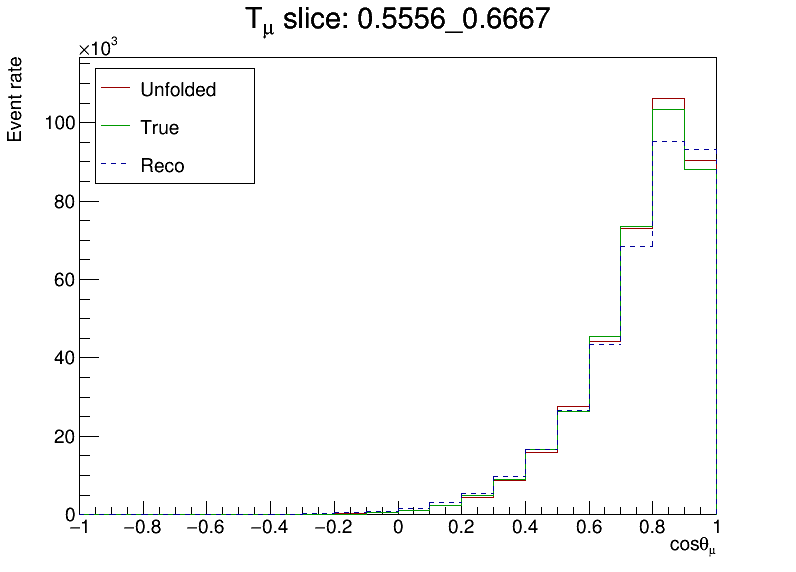 Tμ slice: 0.5556_0.6667
×10³
Event rate
Unfolded
True
Reco
100
80
60
40
20
0
−1 −0.8 −0.6 −0.4 −0.2 0 0.2 0.4 0.6 0.8 1
cosθμ